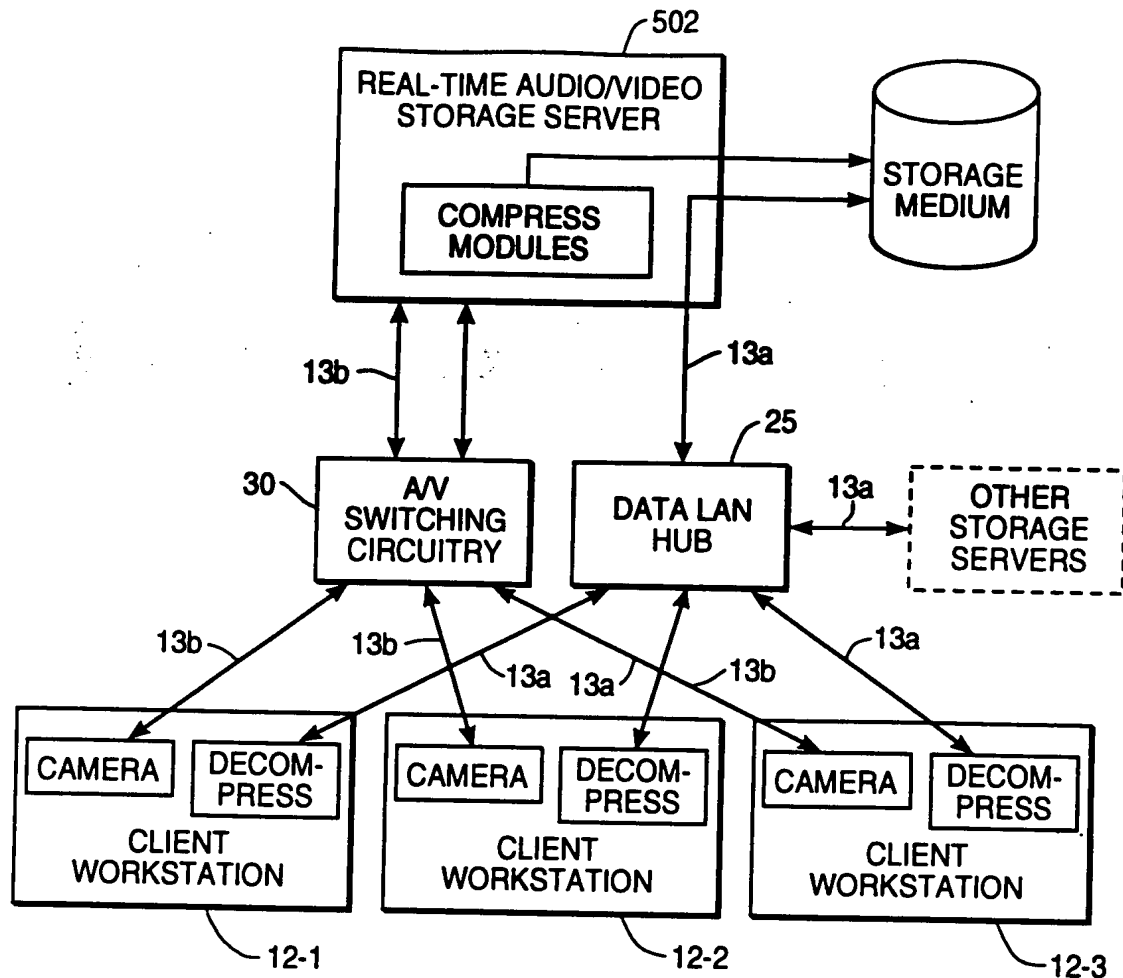 502
REAL-TIME AUDIO/VIDEO
STORAGE SERVER
COMPRESS
MODULES
STORAGE
MEDIUM
13b
13a
25
30
A/V
SWITCHING
CIRCUITRY
DATA LAN
HUB
13a
OTHER
STORAGE
SERVERS
13b
13b
13a
13a
13b
13a
CAMERA
DECOM-
PRESS
CLIENT
WORKSTATION
CAMERA
DECOM-
PRESS
CLIENT
WORKSTATION
CAMERA
DECOM-
PRESS
CLIENT
WORKSTATION
12-1
12-2
12-3